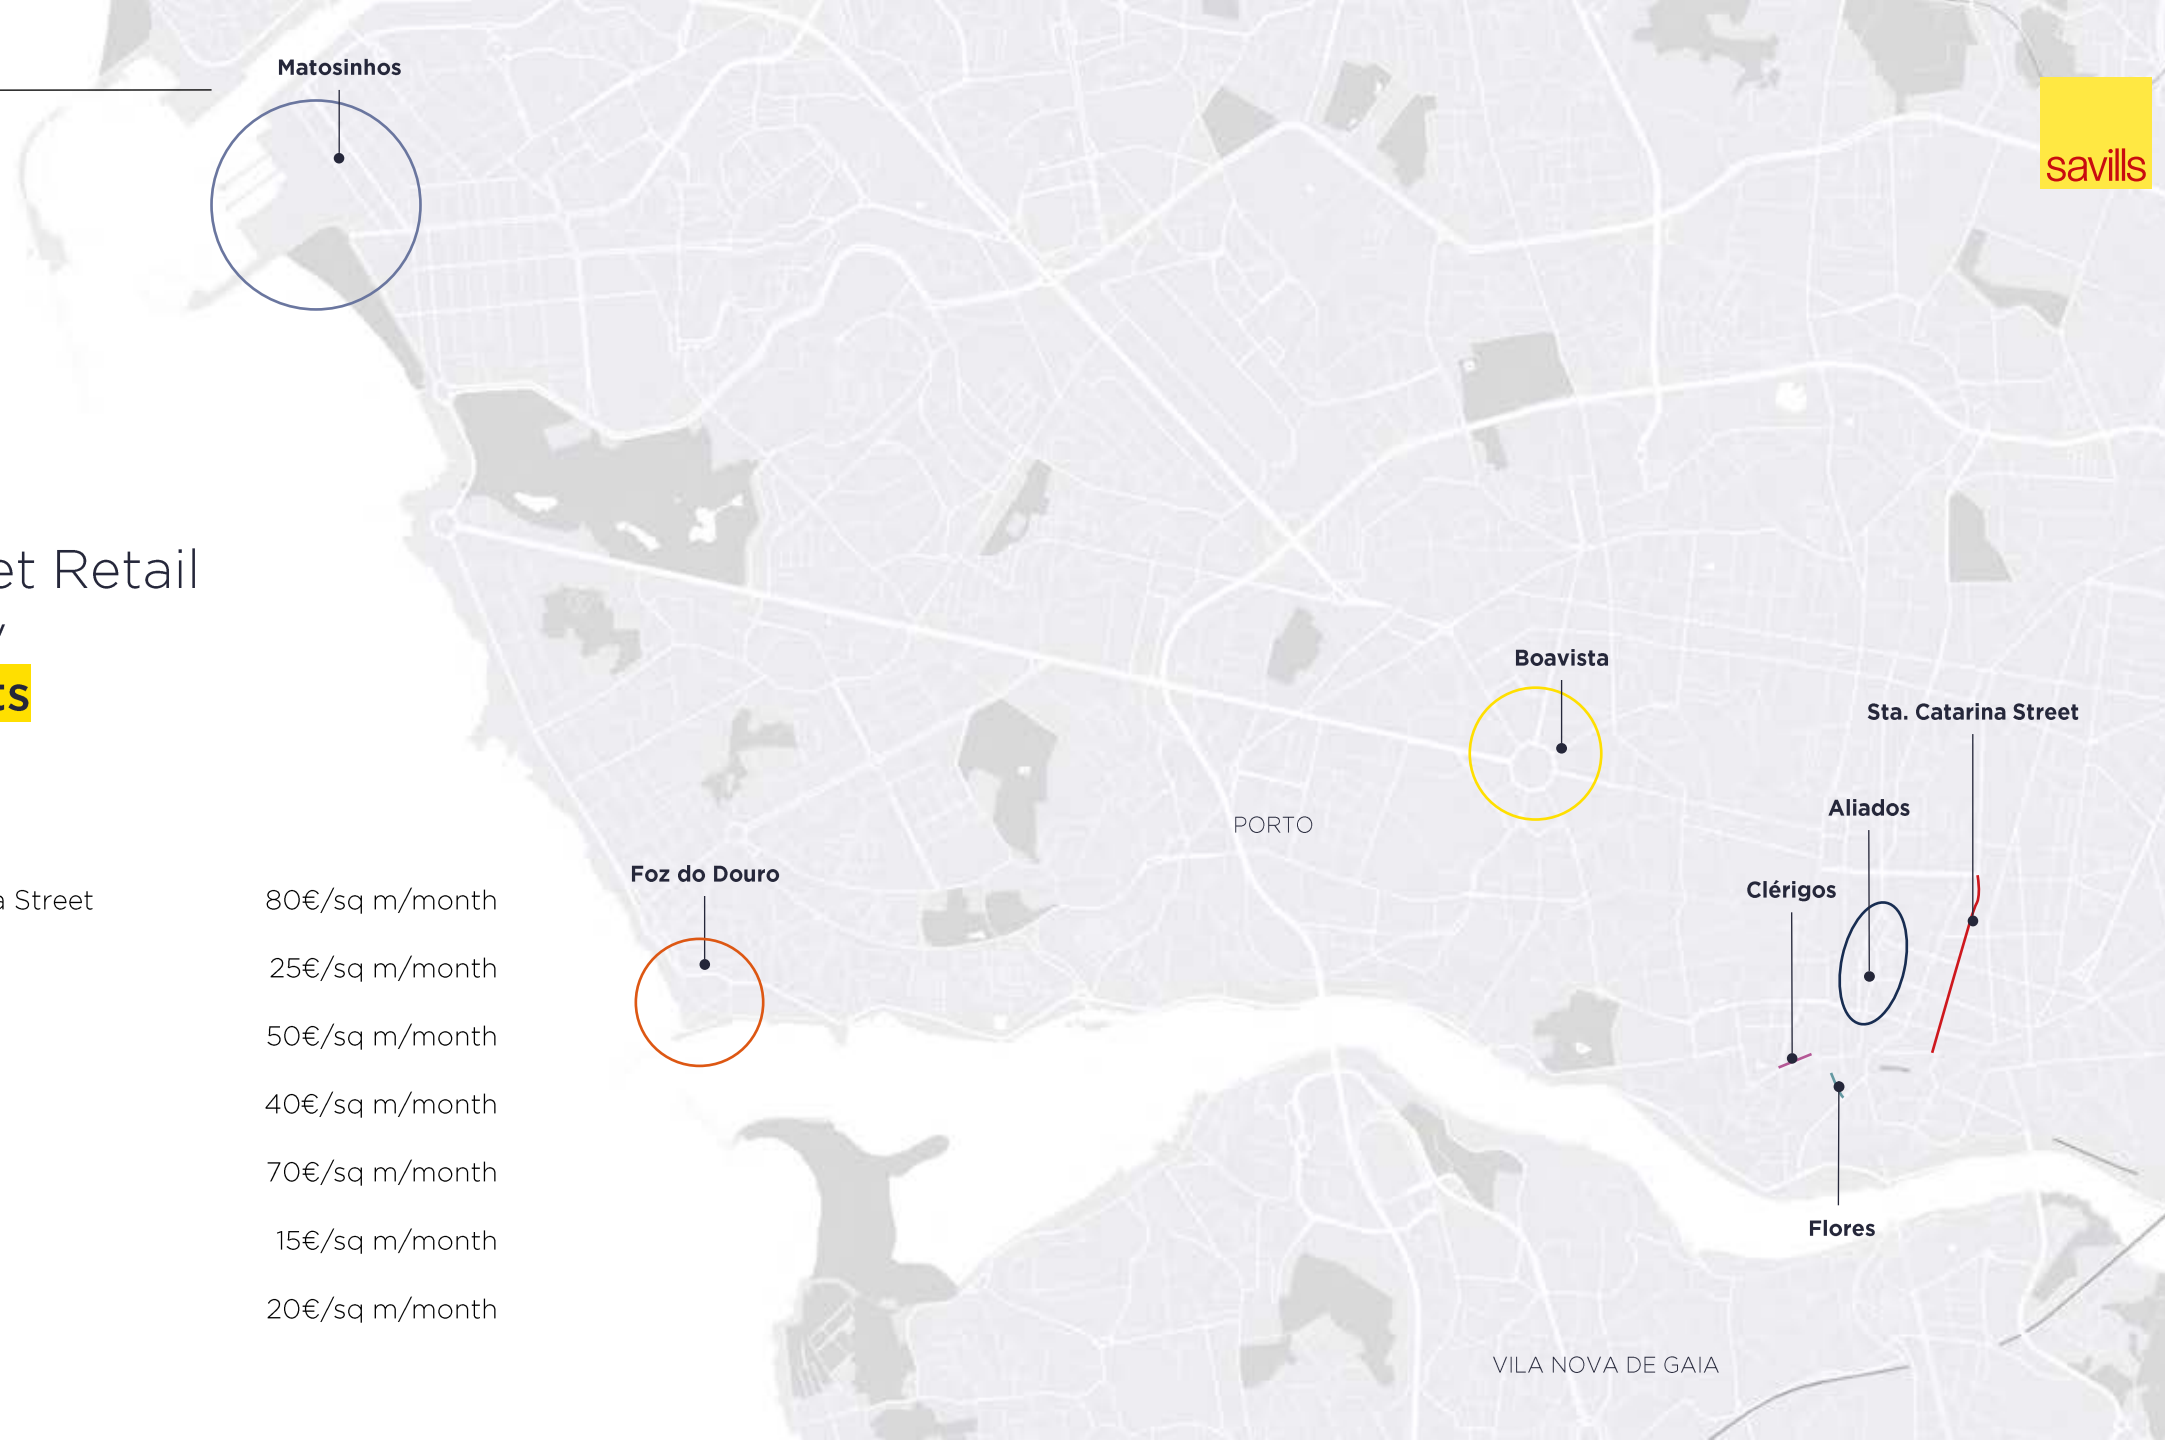 Matosinhos
savills
et Retail
ts
Boavista
Sta. Catarina Street
Aliados
PORTO
Foz do Douro
Clérigos
a Street 80€/sq m/month
25€/sq m/month
50€/sq m/month
40€/sq m/month
70€/sq m/month
Flores
15€/sq m/month
20€/sq m/month
VILA NOVA DE GAIA